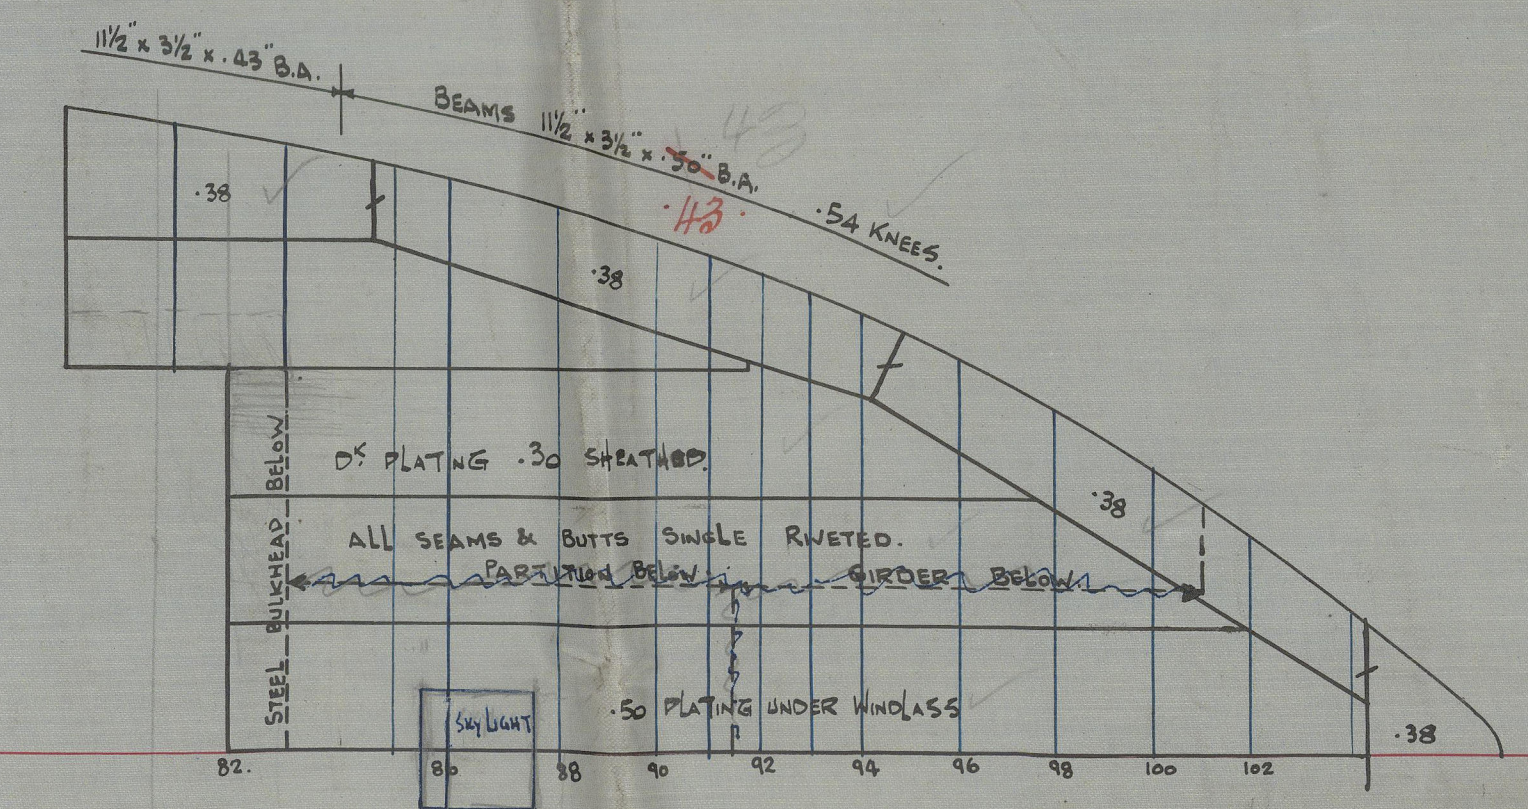 11½" x 3½" x .43" B.A.
BEAMS 11½" x 3½" x .50" B.A.
43
.43.
.54 KNEES.
.38
.38
.38
DK. PLATING .30 SHEATHED.
ALL SEAMS & BUTTS SINGLE RIVETED.
PARTITION BELOW. GIRDER BELOW.
STEEL BULKHEAD BELOW
.50 PLATING UNDER WINDLASS
SKYLIGHT
.38
82. 86 88 90 92 94 96 98 100 102